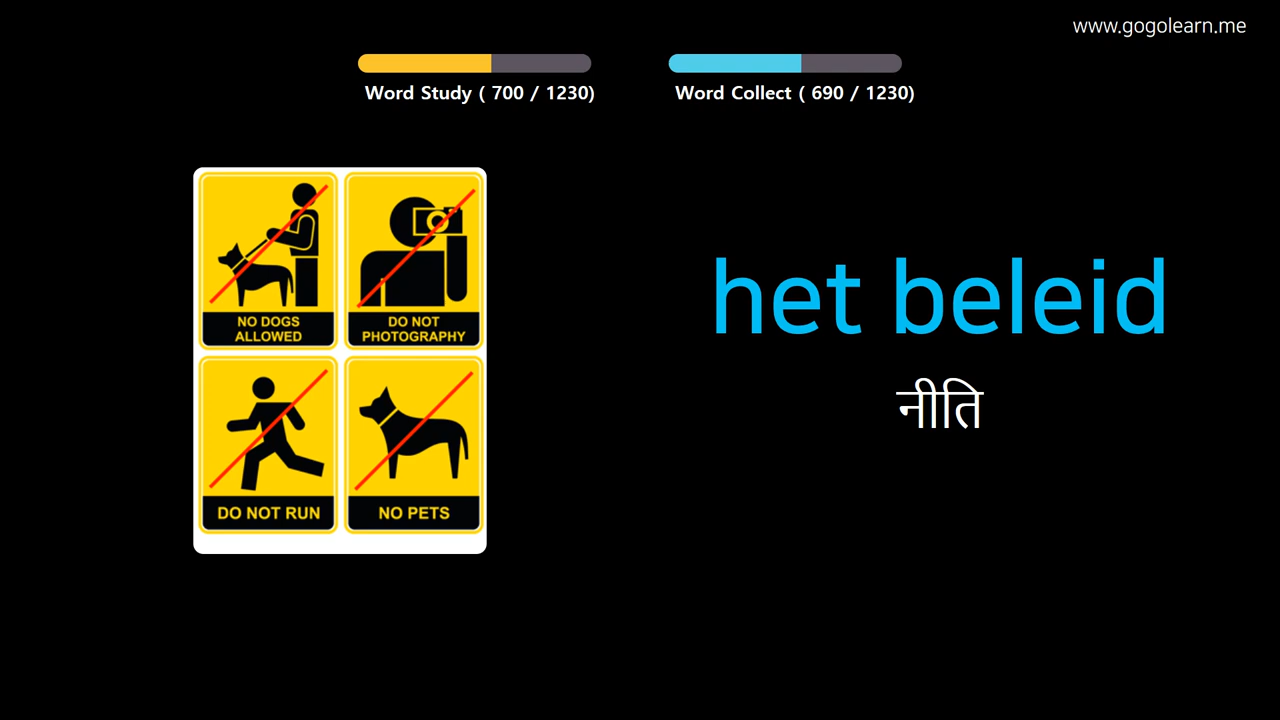 www.gogolearn.me
Word Study ( 700 / 1230)
Word Collect ( 690 / 1230)
NO DOGS
ALLOWED
DO NOT
PHOTOGRAPHY
DO NOT RUN
NO PETS
het beleid
नीति